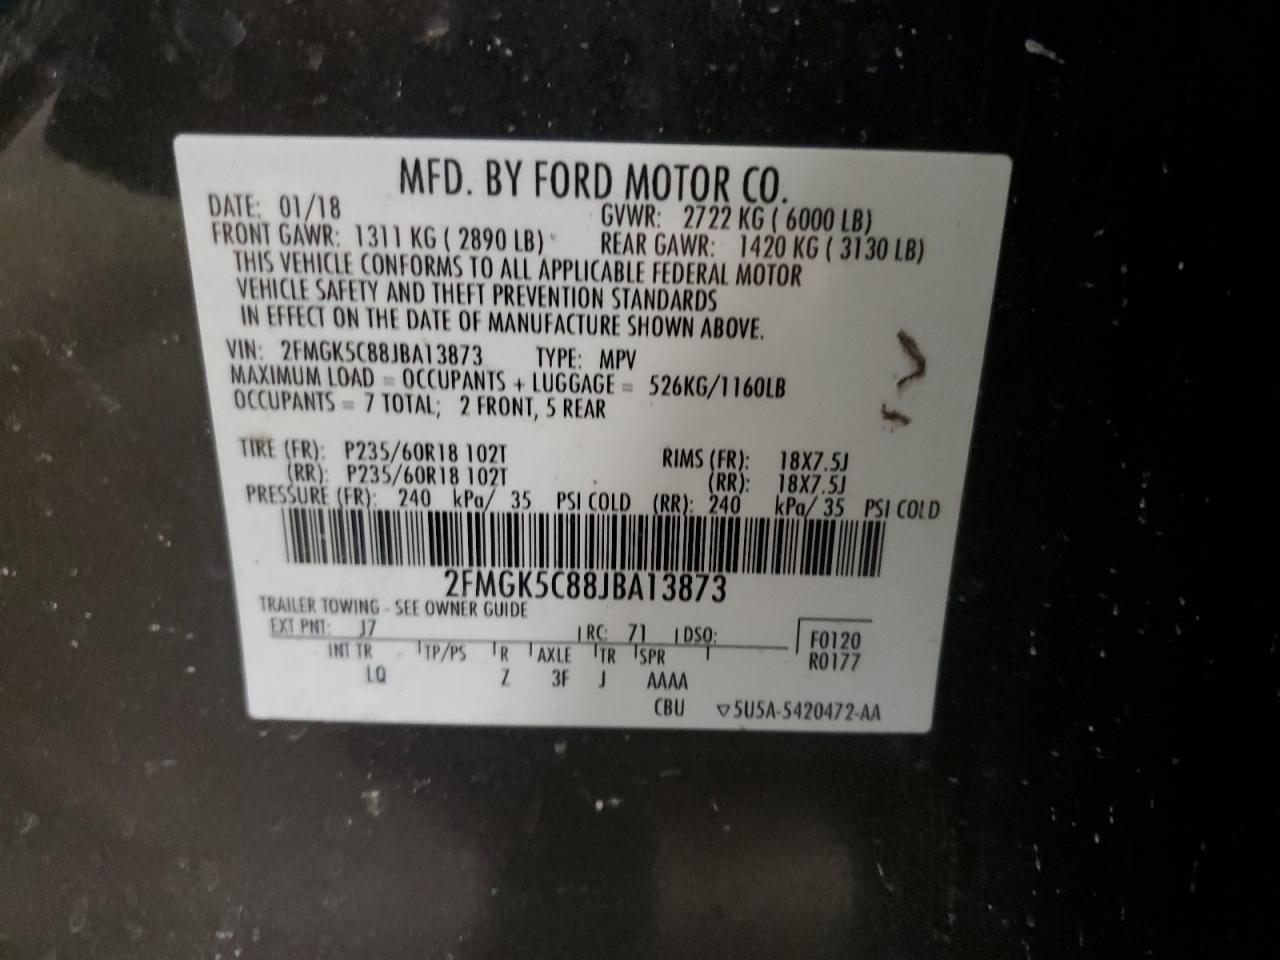 MFD. BY FORD MOTOR CO.
DATE: 01/18 GVWR: 2722 KG ( 6000 LB)
FRONT GAWR: 1311 KG ( 2890 LB) REAR GAWR: 1420 KG ( 3130 LB)
THIS VEHICLE CONFORMS TO ALL APPLICABLE FEDERAL MOTOR
VEHICLE SAFETY AND THEFT PREVENTION STANDARDS
IN EFFECT ON THE DATE OF MANUFACTURE SHOWN ABOVE.
VIN: 2FMGK5C88JBA13873 TYPE: MPV
MAXIMUM LOAD = OCCUPANTS + LUGGAGE = 526KG/1160LB
OCCUPANTS = 7 TOTAL; 2 FRONT, 5 REAR
TIRE (FR): P235/60R18 102T RIMS (FR): 18X7.5J
(RR): P235/60R18 102T (RR): 18X7.5J
PRESSURE (FR): 240 kPa/ 35 PSI COLD (RR): 240 kPa/ 35 PSI COLD
2FMGK5C88JBA13873
TRAILER TOWING - SEE OWNER GUIDE
EXT PNT: J7 RC: 71 DSO: F0120
INT TR TP/PS R AXLE TR SPR R0177
LQ Z 3F J AAAA
CBU ▽5U5A-5420472-AA